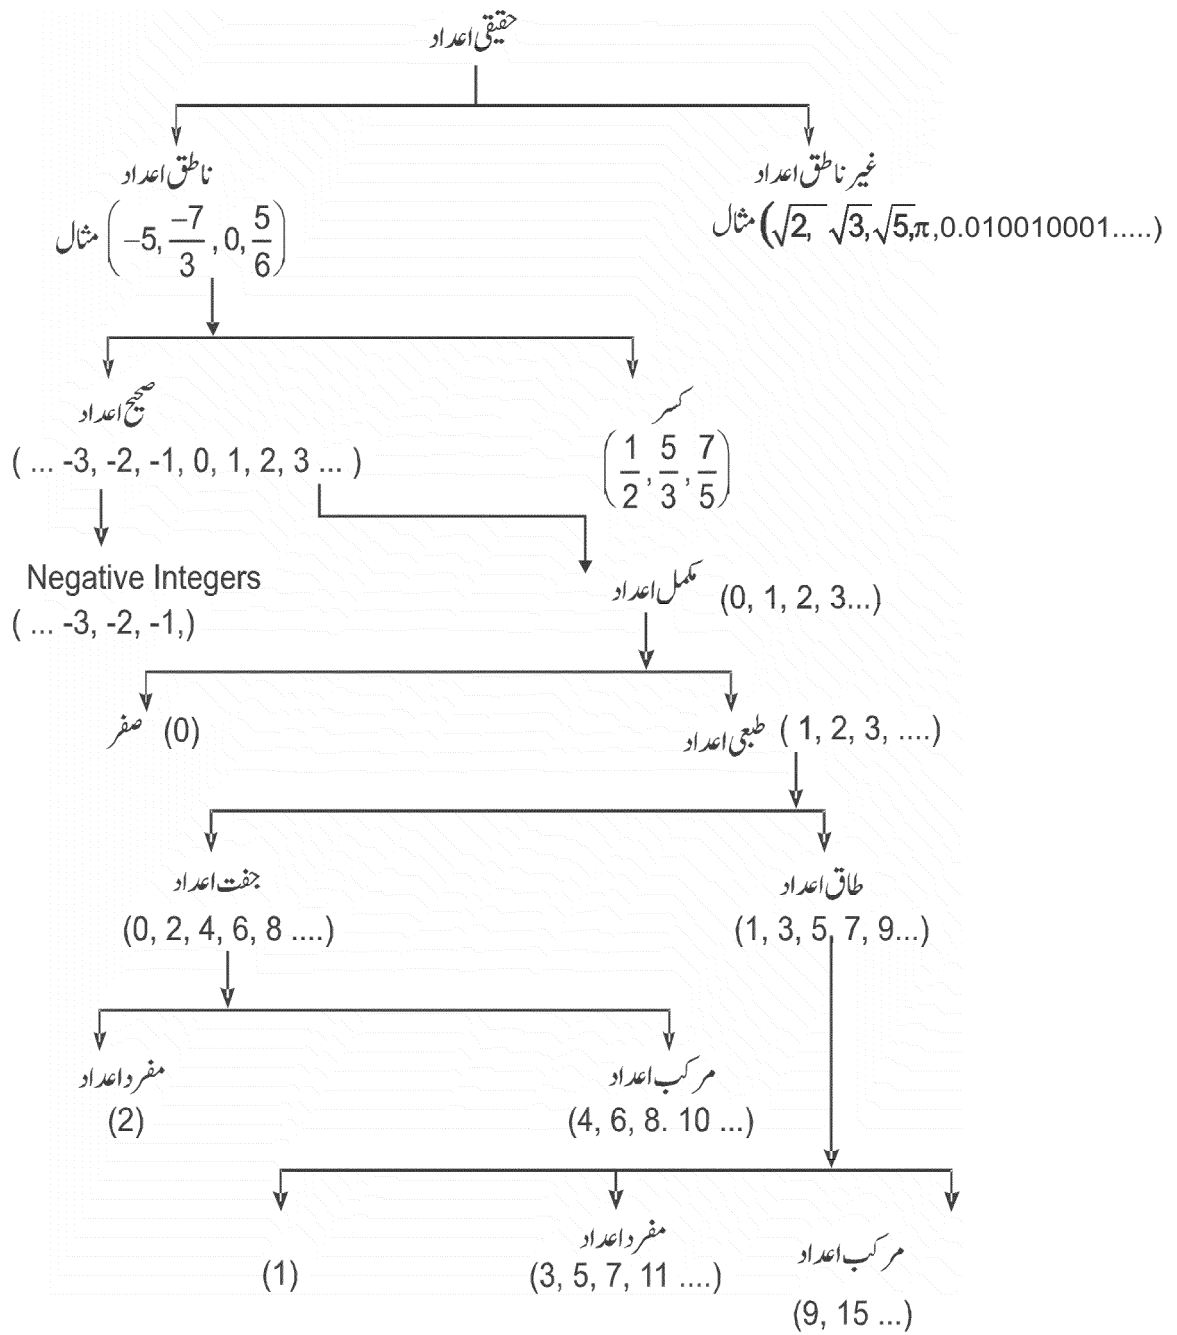 حقیقی اعداد
غیر ناطق اعداد
مثال (√2, √3, √5, π, 0.010010001.....)
ناطق اعداد
مثال (–5, –7/3, 0, 5/6)
صحیح اعداد
( ... -3, -2, -1, 0, 1, 2, 3 ... )
کسر
(1/2, 5/3, 7/5)
Negative Integers
( ... -3, -2, -1,)
مکمل اعداد (0, 1, 2, 3...)
صفر (0)
طبعی اعداد ( 1, 2, 3, ....)
جفت اعداد
(0, 2, 4, 6, 8 ....)
طاق اعداد
(1, 3, 5, 7, 9...)
مفرد اعداد
(2)
مرکب اعداد
(4, 6, 8. 10 ...)
(1)
مفرد اعداد
(3, 5, 7, 11 ....)
مرکب اعداد
(9, 15 ...)